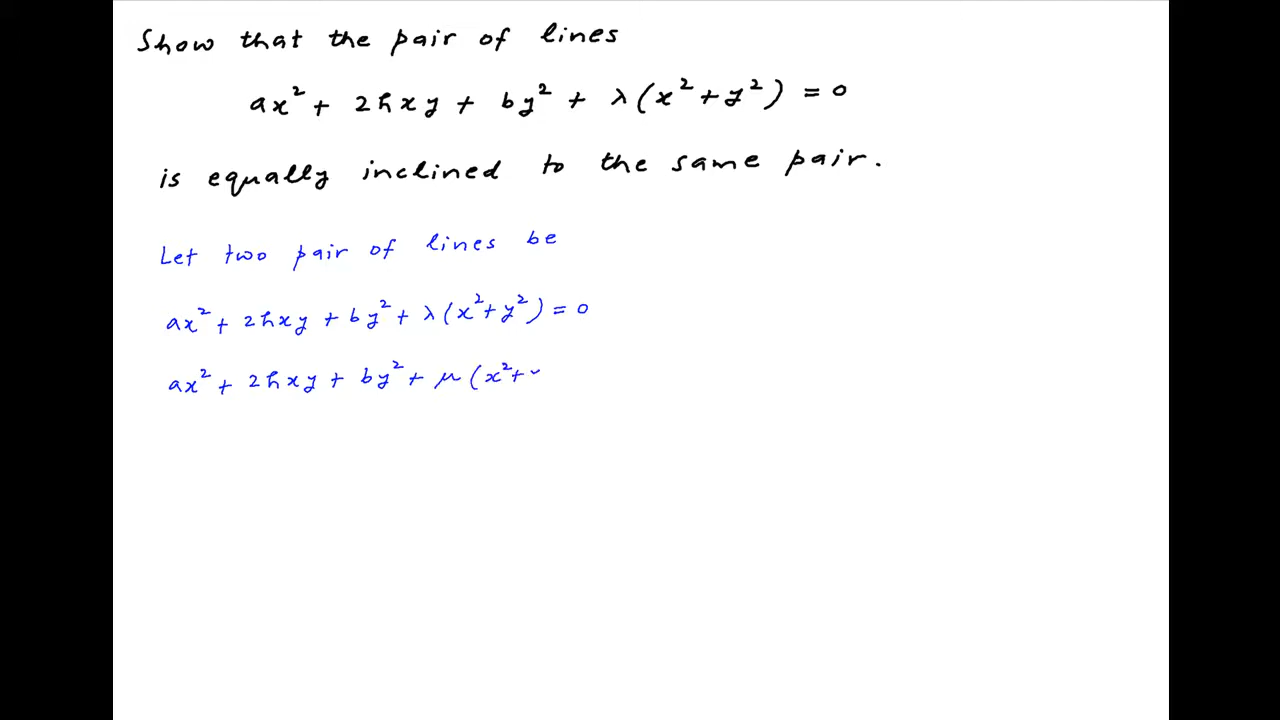 Show that the pair of lines
ax² + 2hxy + by² + λ(x² + y²) = 0
is equally inclined to the same pair.
Let two pair of lines be
ax² + 2hxy + by² + λ(x² + y²) = 0
ax² + 2hxy + by² + μ(x² +